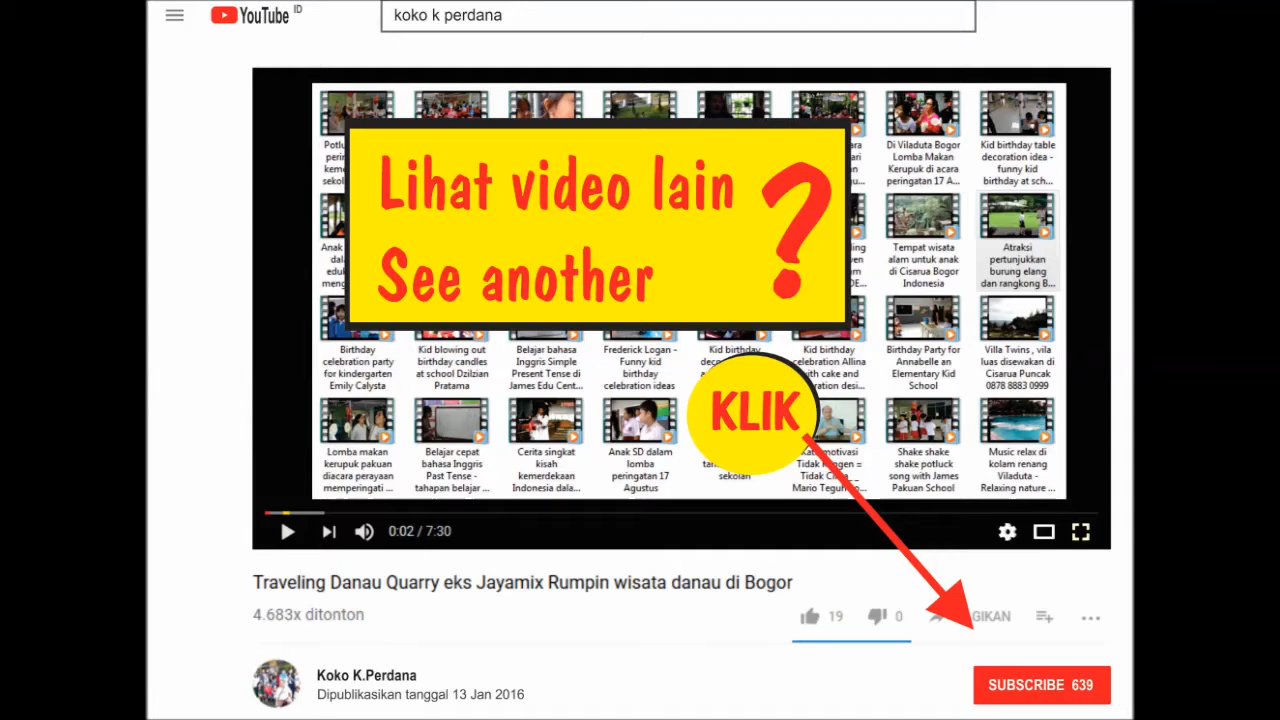 YouTube ID
koko k perdana
Lihat video lain
See another
?
Di Viladuta Bogor
Lomba Makan
Kerupuk di acara
peringatan 17 A...
Kid birthday table
decoration idea -
funny kid
birthday at sch...
Tempat wisata
alam untuk anak
di Cisarua Bogor
Indonesia
Atraksi
pertunjukkan
burung elang
dan rangkong B...
Birthday
celebration party
for kindergarten
Emily Calysta
Kid blowing out
birthday candles
at school Dzilzian
Pratama
Belajar bahasa
Inggris Simple
Present Tense di
James Edu Cent...
Frederick Logan -
Funny kid
birthday
celebration ideas
Kid birthday
Kid birthday
celebration Allina
with cake and
Birthday Party for
Annabelle an
Elementary Kid
School
Villa Twins , vila
luas disewakan di
Cisarua Puncak
0878 8883 0999
KLIK
Lomba makan
kerupuk pakuan
diacara perayaan
memperingati ...
Belajar cepat
bahasa Inggris
Past Tense -
tahapan belajar ...
Cerita singkat
kisah
kemerdekaan
Indonesia dala...
Anak SD dalam
lomba
peringatan 17
Agustus
sekolah
motivasi
Tidak
Tidak
Mario
Shake shake
shake potluck
song with James
Pakuan School
Music relax di
kolam renang
Viladuta -
Relaxing nature ...
0:02 / 7:30
Traveling Danau Quarry eks Jayamix Rumpin wisata danau di Bogor
4.683x ditonton
19 0 GIKAN
Koko K.Perdana
Dipublikasikan tanggal 13 Jan 2016
SUBSCRIBE 639